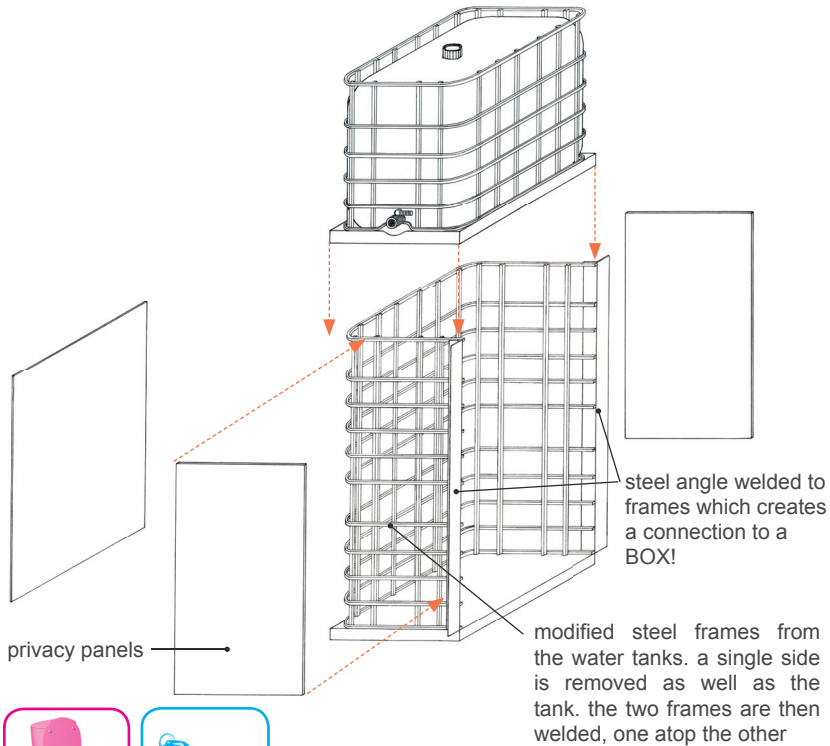 steel angle welded to
frames which creates
a connection to a
BOX!
privacy panels
modified steel frames from
the water tanks. a single side
is removed as well as the
tank. the two frames are then
welded, one atop the other